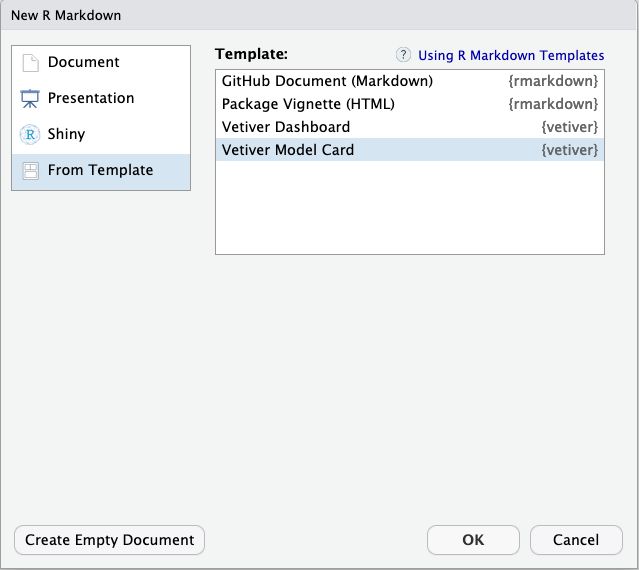 New R Markdown
Document
Presentation
R Shiny
From Template
Template: ? Using R Markdown Templates
GitHub Document (Markdown) {rmarkdown}
Package Vignette (HTML) {rmarkdown}
Vetiver Dashboard {vetiver}
Vetiver Model Card {vetiver}
Create Empty Document OK Cancel